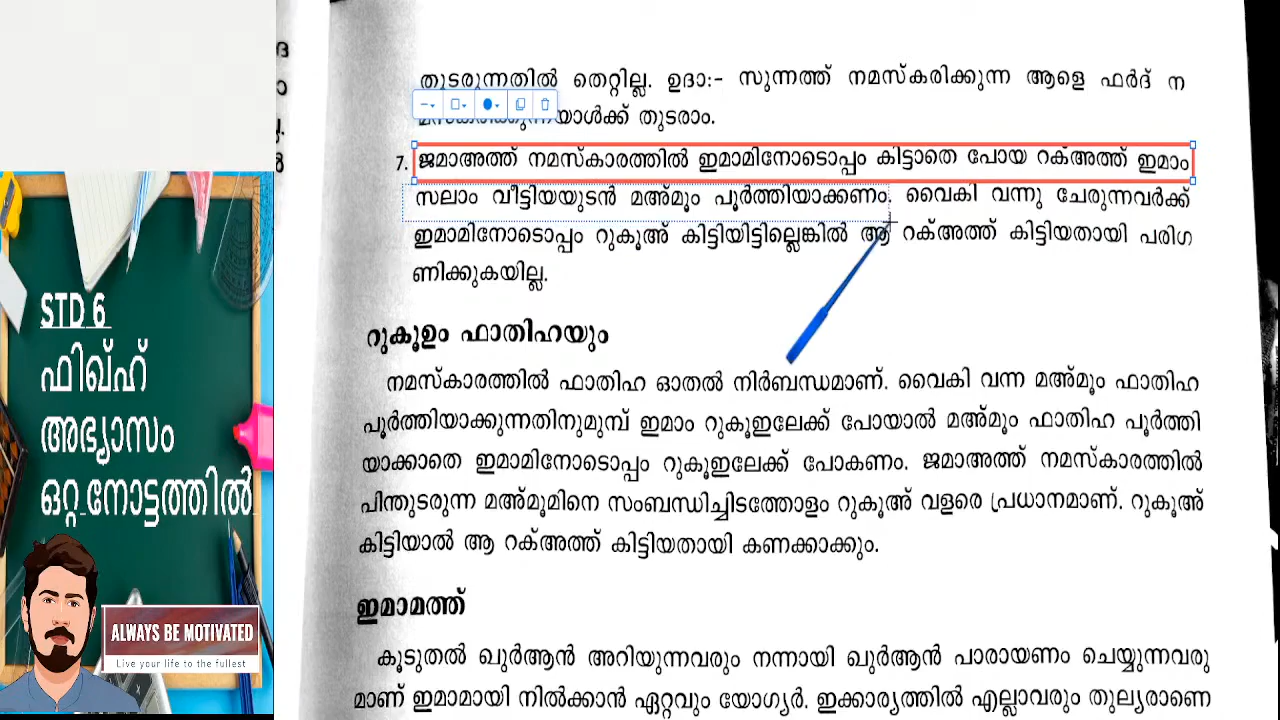 തുടരുന്നതിൽ തെറ്റില്ല. ഉദാ:- സുന്നത്ത് നമസ്കരിക്കുന്ന ആളെ ഫർദ് ന
മസ്കരിക്കുന്നയാൾക്ക് തുടരാം.
7. ജമാഅത്ത് നമസ്കാരത്തിൽ ഇമാമിനോടൊപ്പം കിട്ടാതെ പോയ റക്അത്ത് ഇമാം
സലാം വീട്ടിയയുടൻ മഅ്മൂം പൂർത്തിയാക്കണം. വൈകി വന്നു ചേരുന്നവർക്ക്
ഇമാമിനോടൊപ്പം റുകൂഅ് കിട്ടിയിട്ടില്ലെങ്കിൽ ആ റക്അത്ത് കിട്ടിയതായി പരിഗ
ണിക്കുകയില്ല.
റുകൂഉം ഫാതിഹയും
നമസ്കാരത്തിൽ ഫാതിഹ ഓതൽ നിർബന്ധമാണ്. വൈകി വന്ന മഅ്മൂം ഫാതിഹ
പൂർത്തിയാക്കുന്നതിനുമുമ്പ് ഇമാം റുകൂഇലേക്ക് പോയാൽ മഅ്മൂം ഫാതിഹ പൂർത്തി
യാക്കാതെ ഇമാമിനോടൊപ്പം റുകൂഇലേക്ക് പോകണം. ജമാഅത്ത് നമസ്കാരത്തിൽ
പിന്തുടരുന്ന മഅ്മൂമിനെ സംബന്ധിച്ചിടത്തോളം റുകൂഅ് വളരെ പ്രധാനമാണ്. റുകൂഅ്
കിട്ടിയാൽ ആ റക്അത്ത് കിട്ടിയതായി കണക്കാക്കും.
ഇമാമത്ത്
കൂടുതൽ ഖുർആൻ അറിയുന്നവരും നന്നായി ഖുർആൻ പാരായണം ചെയ്യുന്നവരു
മാണ് ഇമാമായി നിൽക്കാൻ ഏറ്റവും യോഗ്യർ. ഇക്കാര്യത്തിൽ എല്ലാവരും തുല്യരാണെ
STD 6
ഫിഖ്ഹ്
അഭ്യാസം
ഒറ്റ നോട്ടത്തിൽ
ALWAYS BE MOTIVATED
Live your life to the fullest